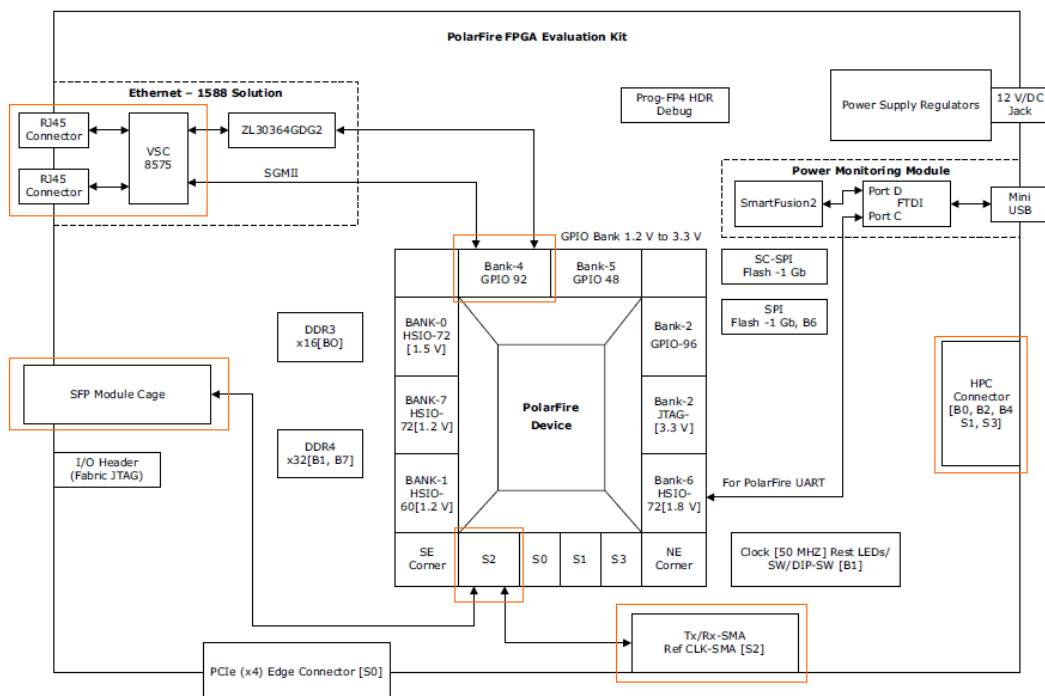 PolarFire FPGA Evaluation Kit
Ethernet – 1588 Solution
RJ45
Connector
VSC
8575
ZL30364GDG2
RJ45
Connector
SGMII
Prog-FP4 HDR
Debug
Power Supply Regulators
12 V/DC
Jack
Power Monitoring Module
SmartFusion2
Port D
FTDI
Port C
Mini
USB
GPIO Bank 1.2 V to 3.3 V
SC-SPI
Flash -1 Gb
SPI
Flash -1 Gb, B6
Bank-4
GPIO 92
Bank-5
GPIO 48
DDR3
x16[B0]
BANK-0
HSIO-72
[1.5 V]
Bank-2
GPIO-96
SFP Module Cage
BANK-7
HSIO-
72[1.2 V]
PolarFire
Device
Bank-2
JTAG-
[3.3 V]
HPC
Connector
[B0, B2, B4
S1, S3]
I/O Header
(Fabric JTAG)
DDR4
x32[B1, B7]
BANK-1
HSIO-
60[1.2 V]
Bank-6
HSIO-
72[1.8 V]
For PolarFire UART
SE
Corner
S2
S0
S1
S3
NE
Corner
Clock [50 MHZ] Rest LEDs/
SW/DIP-SW [B1]
Tx/Rx-SMA
Ref CLK-SMA [S2]
PCIe (x4) Edge Connector [S0]